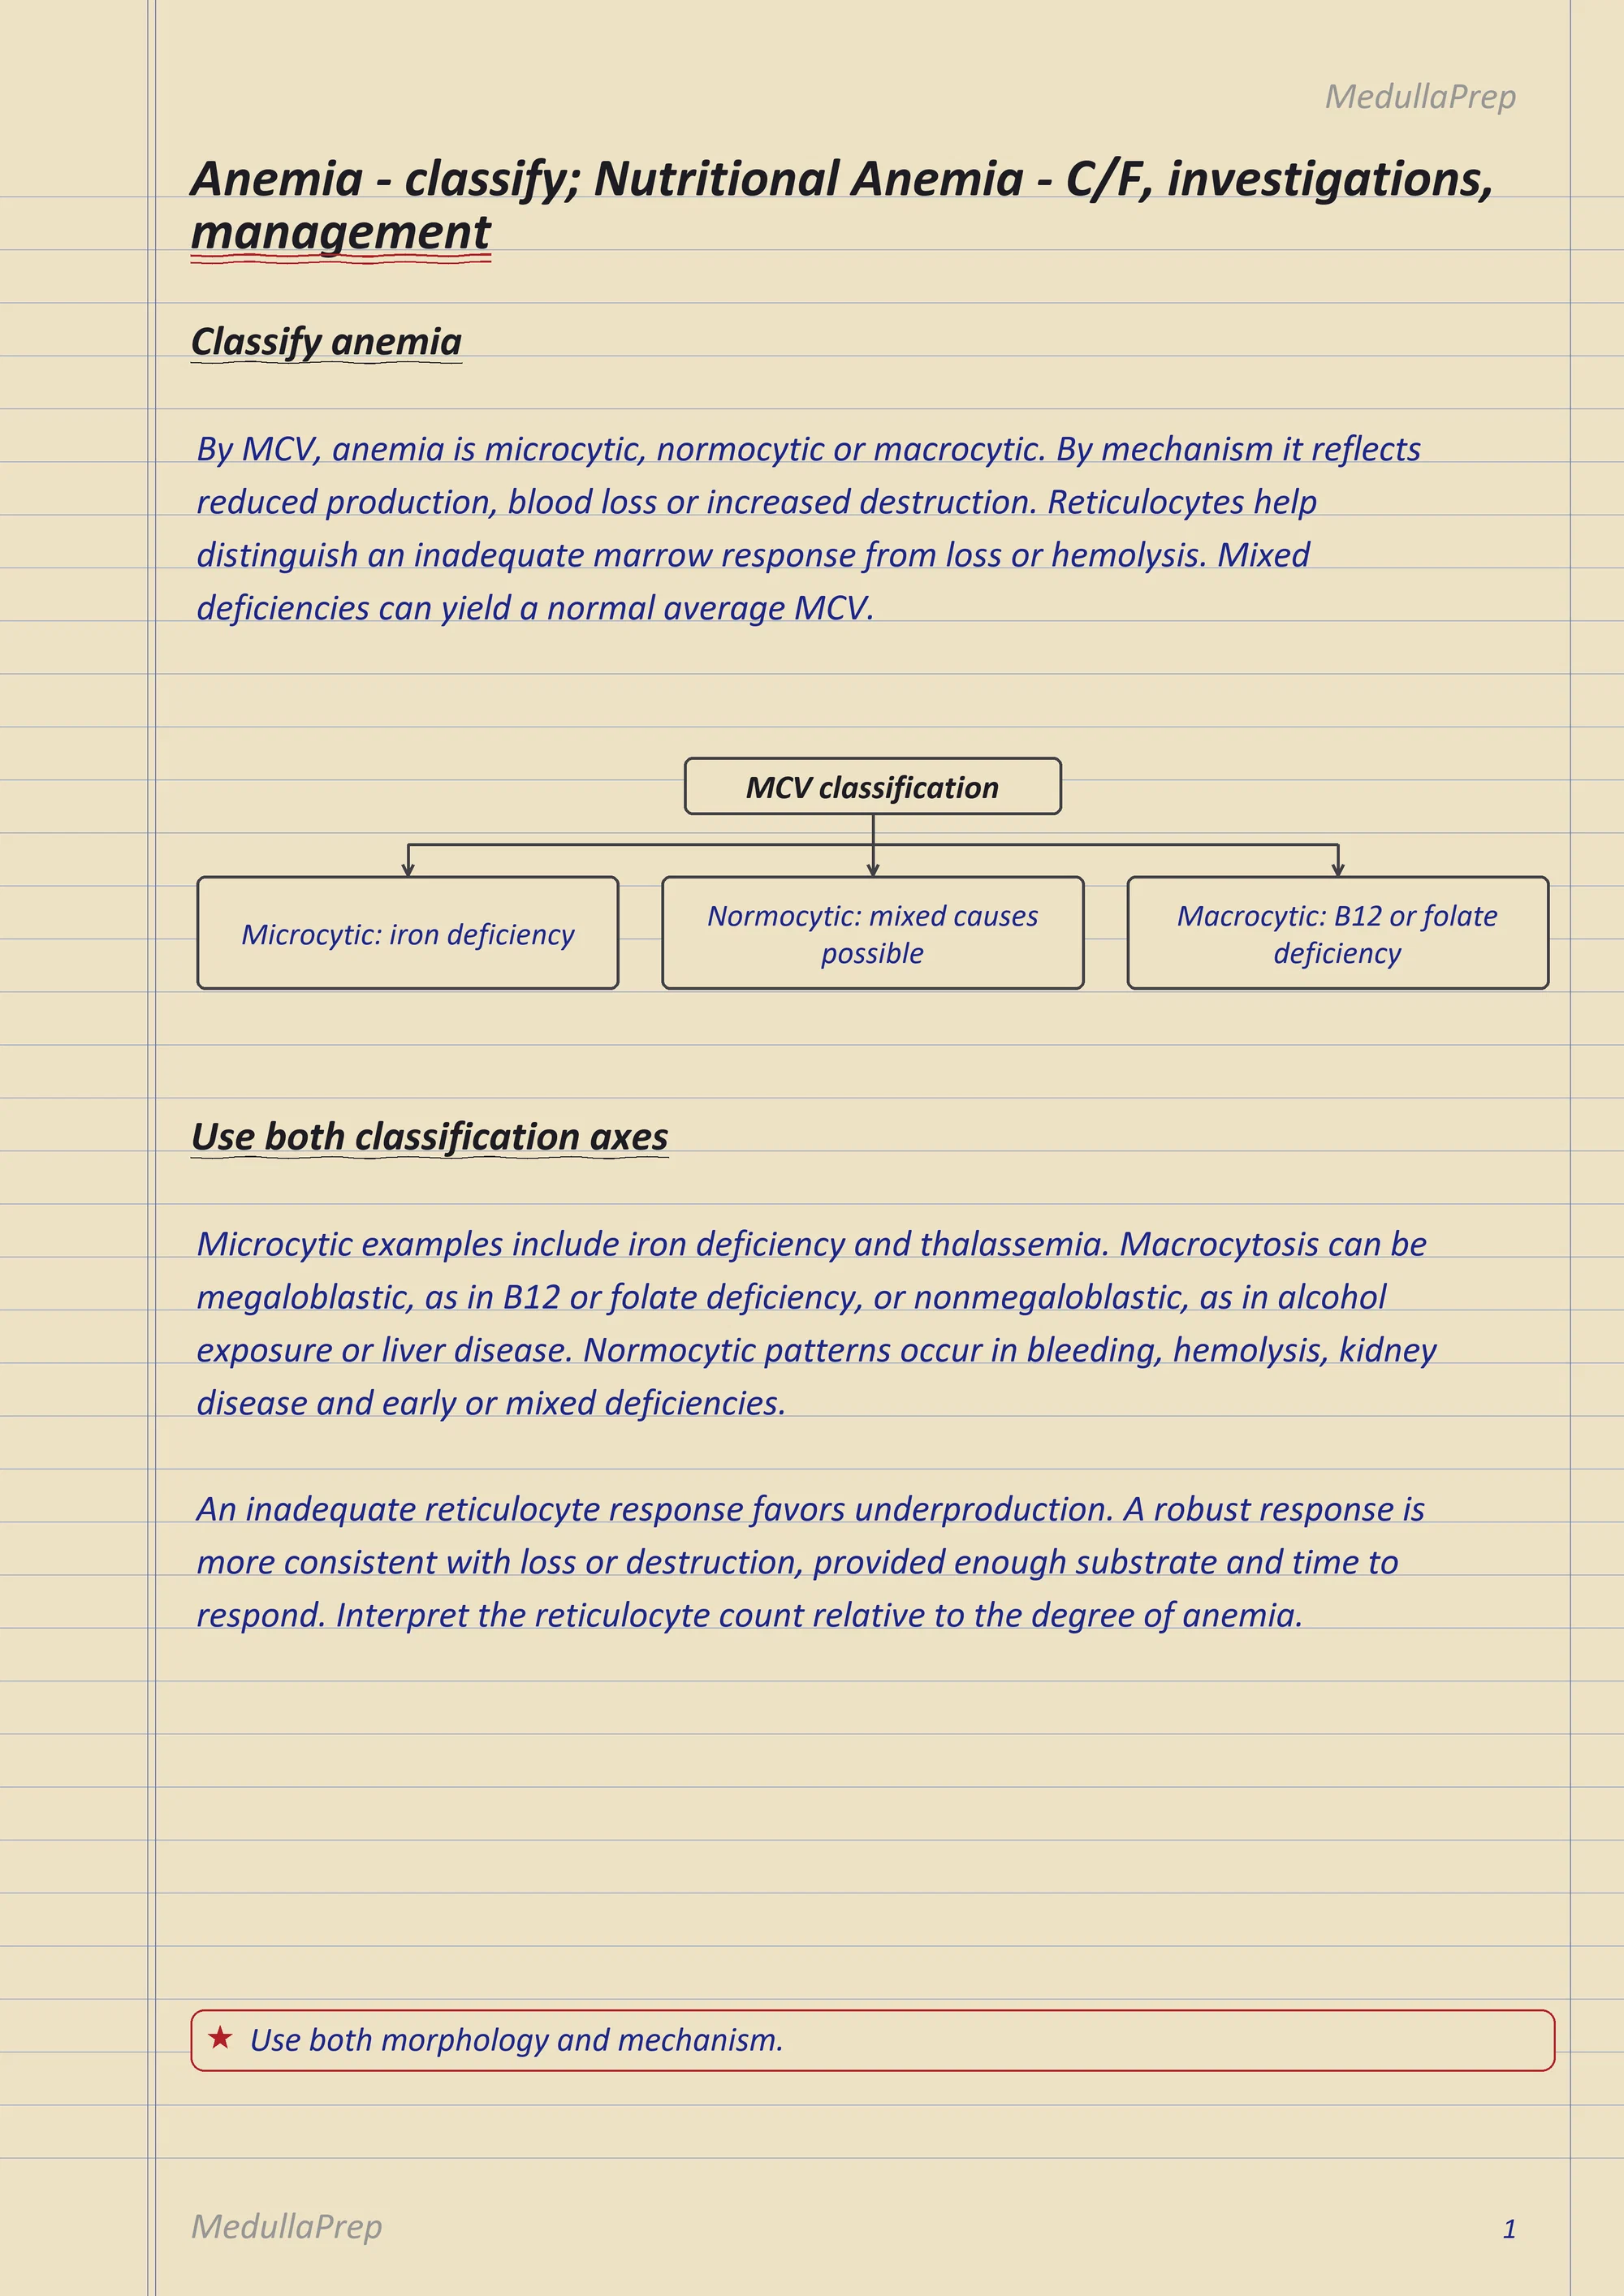 MedullaPrep
Anemia - classify; Nutritional Anemia - C/F, investigations,
management
Classify anemia
By MCV, anemia is microcytic, normocytic or macrocytic. By mechanism it reflects
reduced production, blood loss or increased destruction. Reticulocytes help
distinguish an inadequate marrow response from loss or hemolysis. Mixed
deficiencies can yield a normal average MCV.
MCV classification
Microcytic: iron deficiency
Normocytic: mixed causes
possible
Macrocytic: B12 or folate
deficiency
Use both classification axes
Microcytic examples include iron deficiency and thalassemia. Macrocytosis can be
megaloblastic, as in B12 or folate deficiency, or nonmegaloblastic, as in alcohol
exposure or liver disease. Normocytic patterns occur in bleeding, hemolysis, kidney
disease and early or mixed deficiencies.
An inadequate reticulocyte response favors underproduction. A robust response is
more consistent with loss or destruction, provided enough substrate and time to
respond. Interpret the reticulocyte count relative to the degree of anemia.
★ Use both morphology and mechanism.
MedullaPrep
1